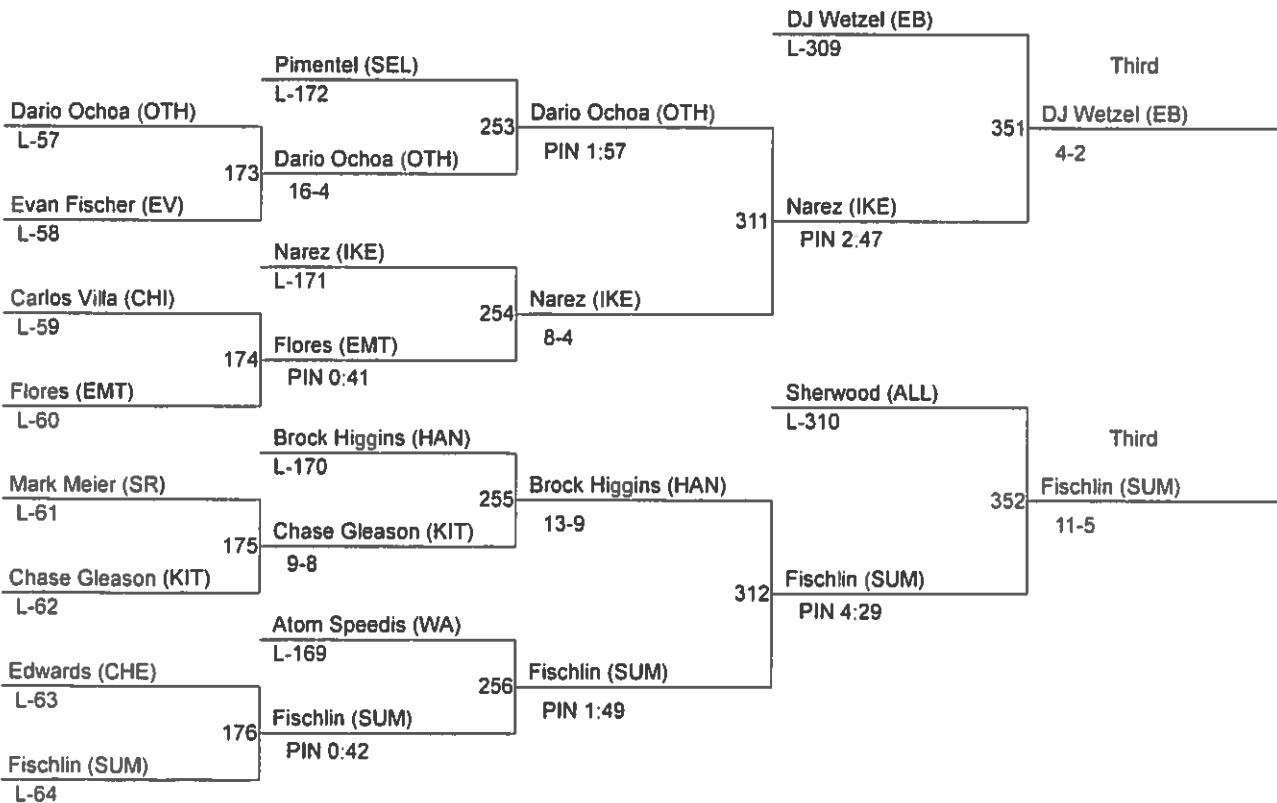 DJ Wetzel (EB)
L-309
Third
Pimentel (SEL)
L-172
Dario Ochoa (OTH)
L-57
253
Dario Ochoa (OTH)
PIN 1:57
351
DJ Wetzel (EB)
4-2
173
Dario Ochoa (OTH)
16-4
Evan Fischer (EV)
L-58
311
Narez (IKE)
PIN 2:47
Narez (IKE)
L-171
Carlos Villa (CHI)
L-59
254
Narez (IKE)
8-4
174
Flores (EMT)
PIN 0:41
Flores (EMT)
L-60
Sherwood (ALL)
L-310
Third
Brock Higgins (HAN)
L-170
Mark Meier (SR)
L-61
255
Brock Higgins (HAN)
13-9
352
Fischlin (SUM)
11-5
175
Chase Gleason (KIT)
9-8
Chase Gleason (KIT)
L-62
312
Fischlin (SUM)
PIN 4:29
Atom Speedis (WA)
L-169
Edwards (CHE)
L-63
256
Fischlin (SUM)
PIN 1:49
176
Fischlin (SUM)
PIN 0:42
Fischlin (SUM)
L-64